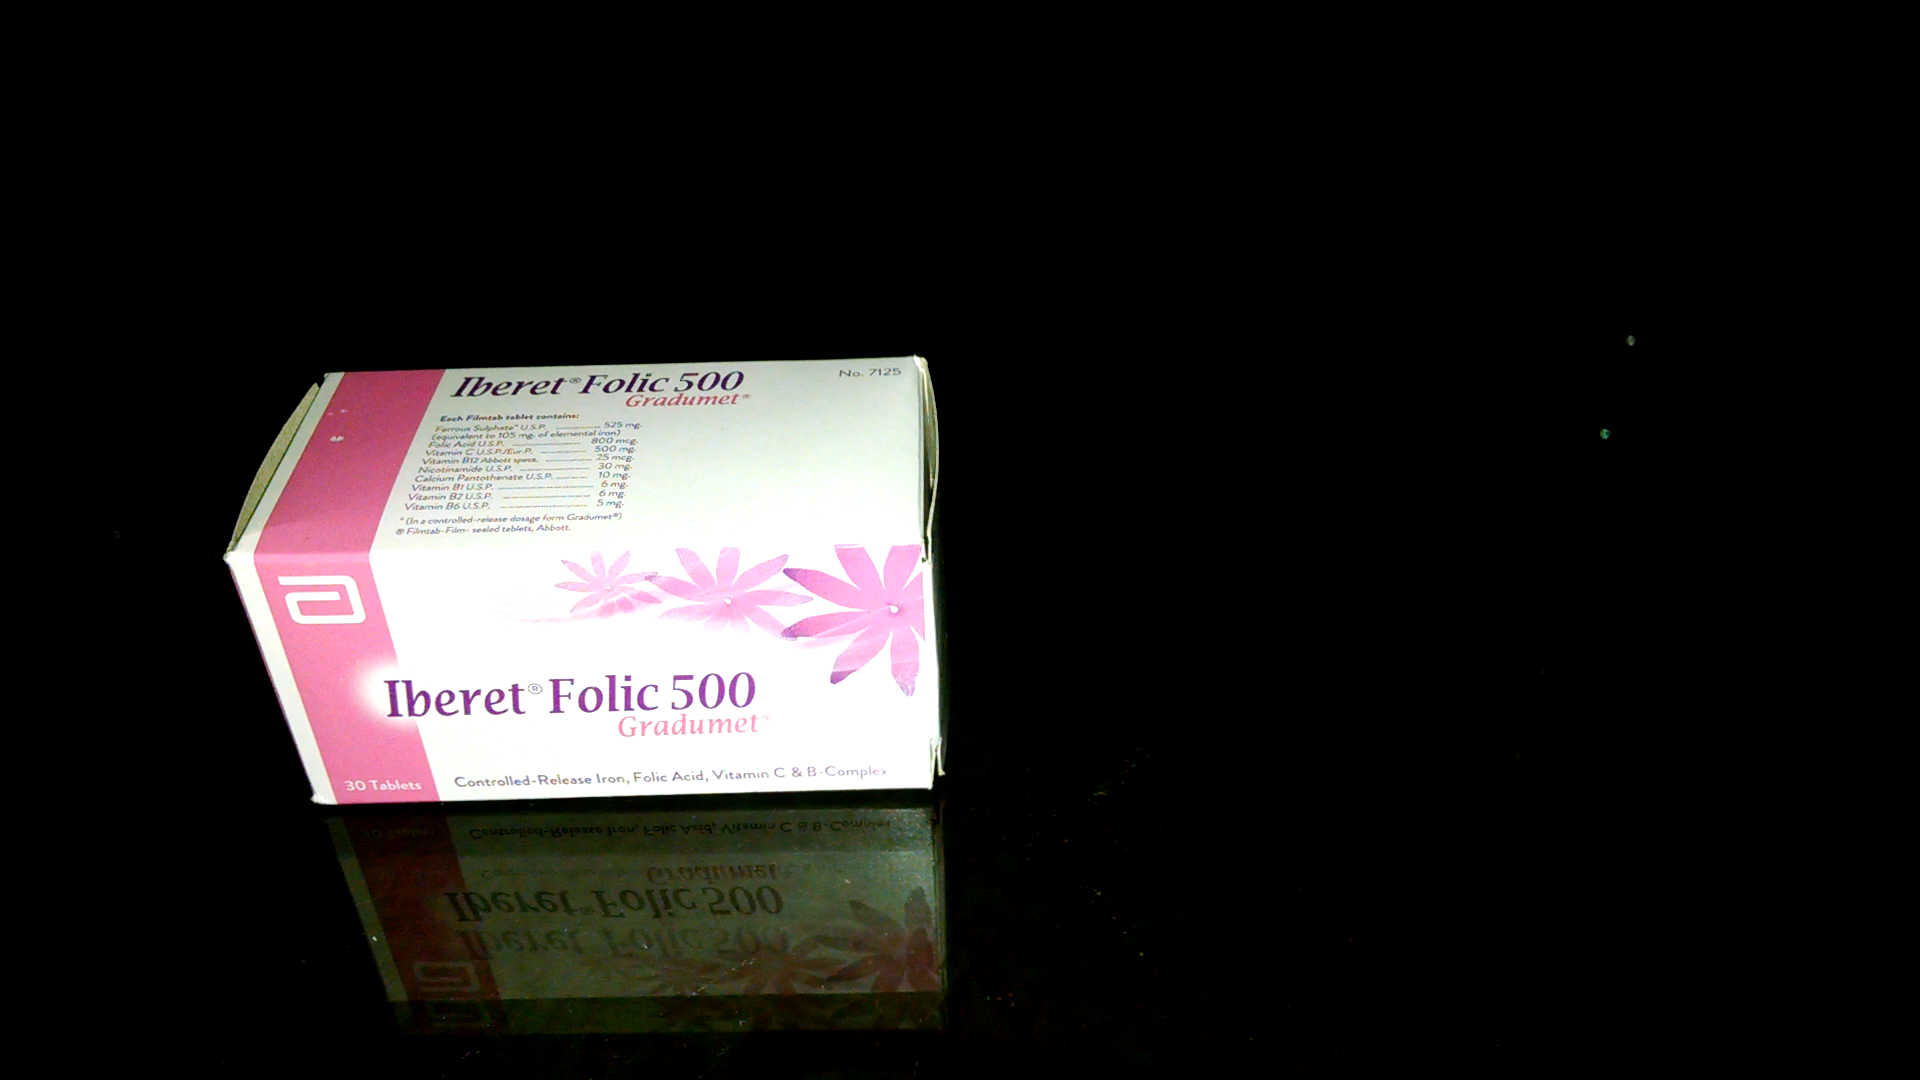 Iberet® Folic 500
Gradumet®
No. 7125
Each Filmtab tablet contains:
Ferrous Sulphate* U.S.P. 525 mg.
(equivalent to 105 mg. of elemental iron)
Folic Acid U.S.P. 800 mcg.
Vitamin C U.S.P./Eur.P. 500 mg.
Vitamin B12 Abbott specs. 25 mcg.
Nicotinamide U.S.P. 30 mg.
Calcium Pantothenate U.S.P. 10 mg.
Vitamin B1 U.S.P. 6 mg.
Vitamin B2 U.S.P. 6 mg.
Vitamin B6 U.S.P. 5 mg.
* (In a controlled-release dosage form Gradumet®)
® Filmtab-Film- sealed tablets, Abbott.
Iberet® Folic 500
Gradumet®
30 Tablets
Controlled-Release Iron, Folic Acid, Vitamin C & B-Complex